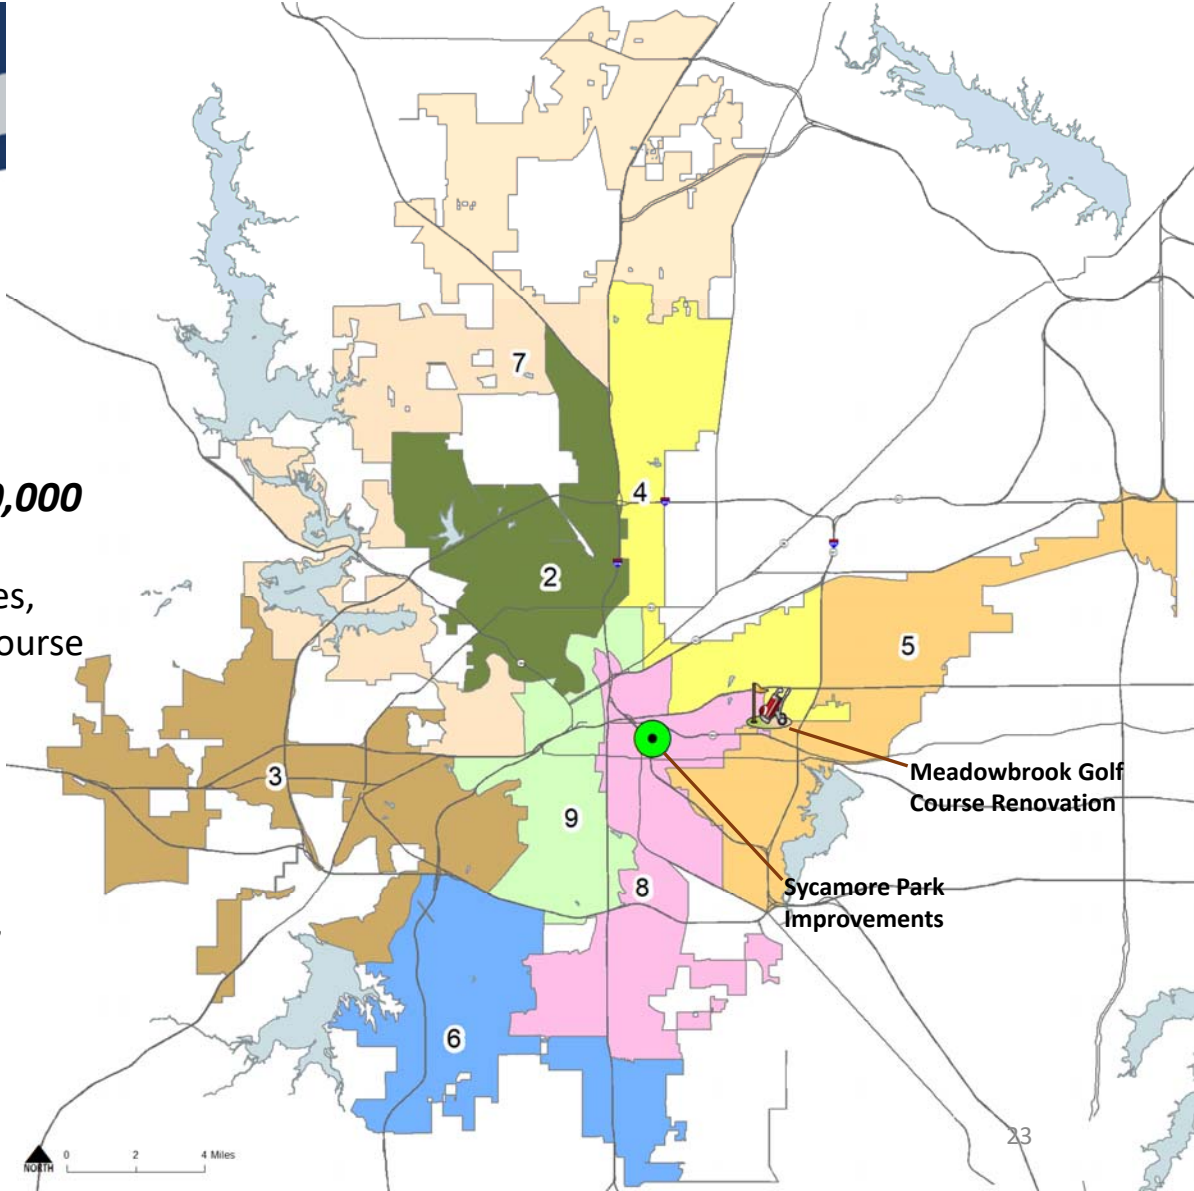 7
4
0,000
2
es,
ourse
5
Meadowbrook Golf
Course Renovation
3
9
Sycamore Park
Improvements
8
6
23
NORTH
0 2 4 Miles